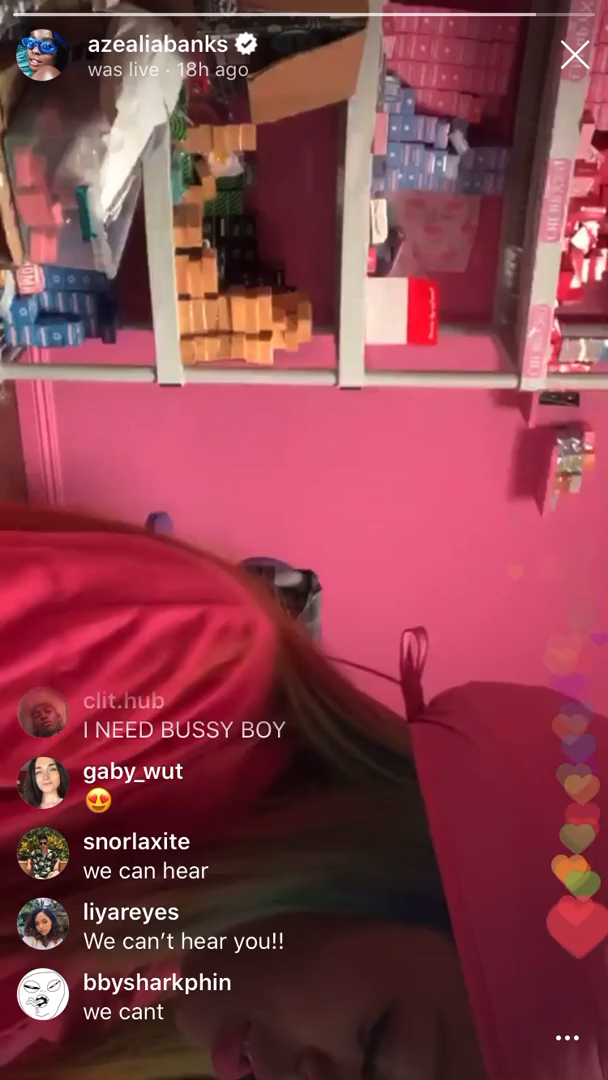 azealiabanks
was live · 18h ago
clit.hub
I NEED BUSSY BOY
gaby_wut
😍
snorlaxite
we can hear
liyareyes
We can’t hear you!!
bbysharkphin
we cant